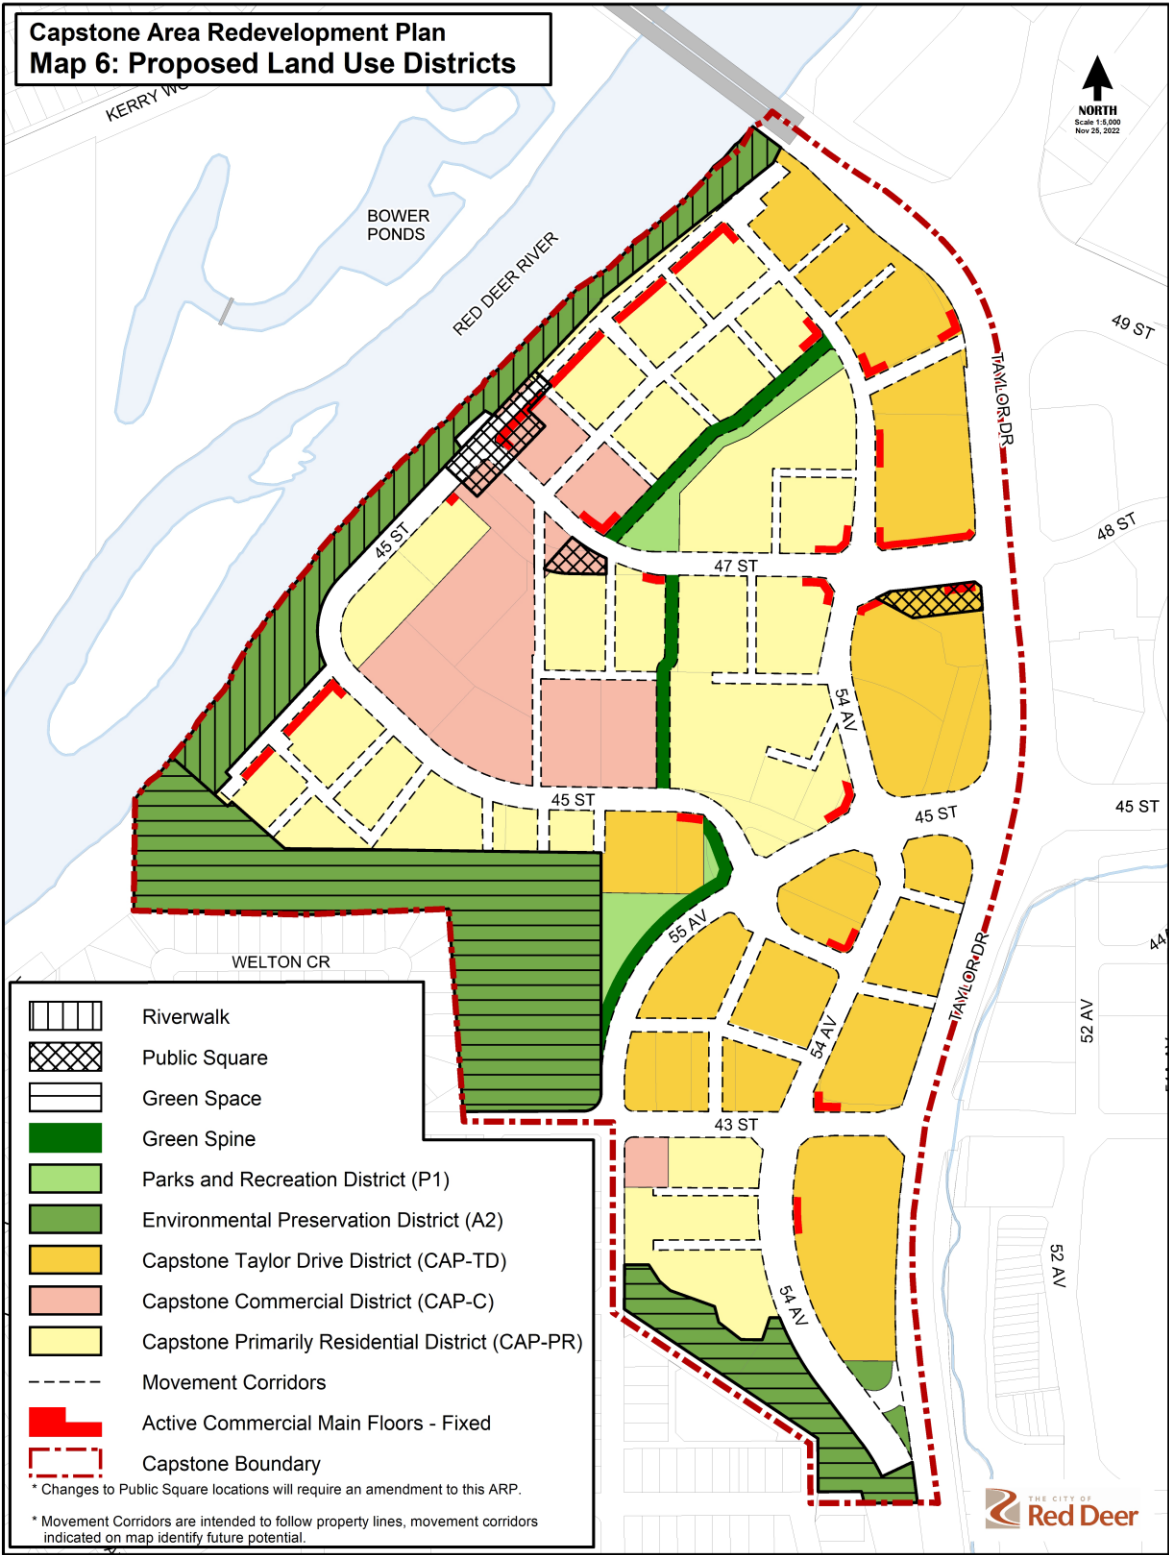 Capstone Area Redevelopment Plan
Map 6: Proposed Land Use Districts
KERRY
NORTH
Scale 1:5,000
Nov 25, 2022
BOWER
PONDS
RED DEER RIVER
49 ST
TAYLOR DR
48 ST
45 ST
47 ST
54 AV
45 ST
45 ST
45 ST
55 AV
WELTON CR
TAYLOR DR
52 AV
54 AV
43 ST
52 AV
54 AV
Riverwalk
Public Square
Green Space
Green Spine
Parks and Recreation District (P1)
Environmental Preservation District (A2)
Capstone Taylor Drive District (CAP-TD)
Capstone Commercial District (CAP-C)
Capstone Primarily Residential District (CAP-PR)
Movement Corridors
Active Commercial Main Floors - Fixed
Capstone Boundary
* Changes to Public Square locations will require an amendment to this ARP.
* Movement Corridors are intended to follow property lines, movement corridors
indicated on map identify future potential.
THE CITY OF
Red Deer